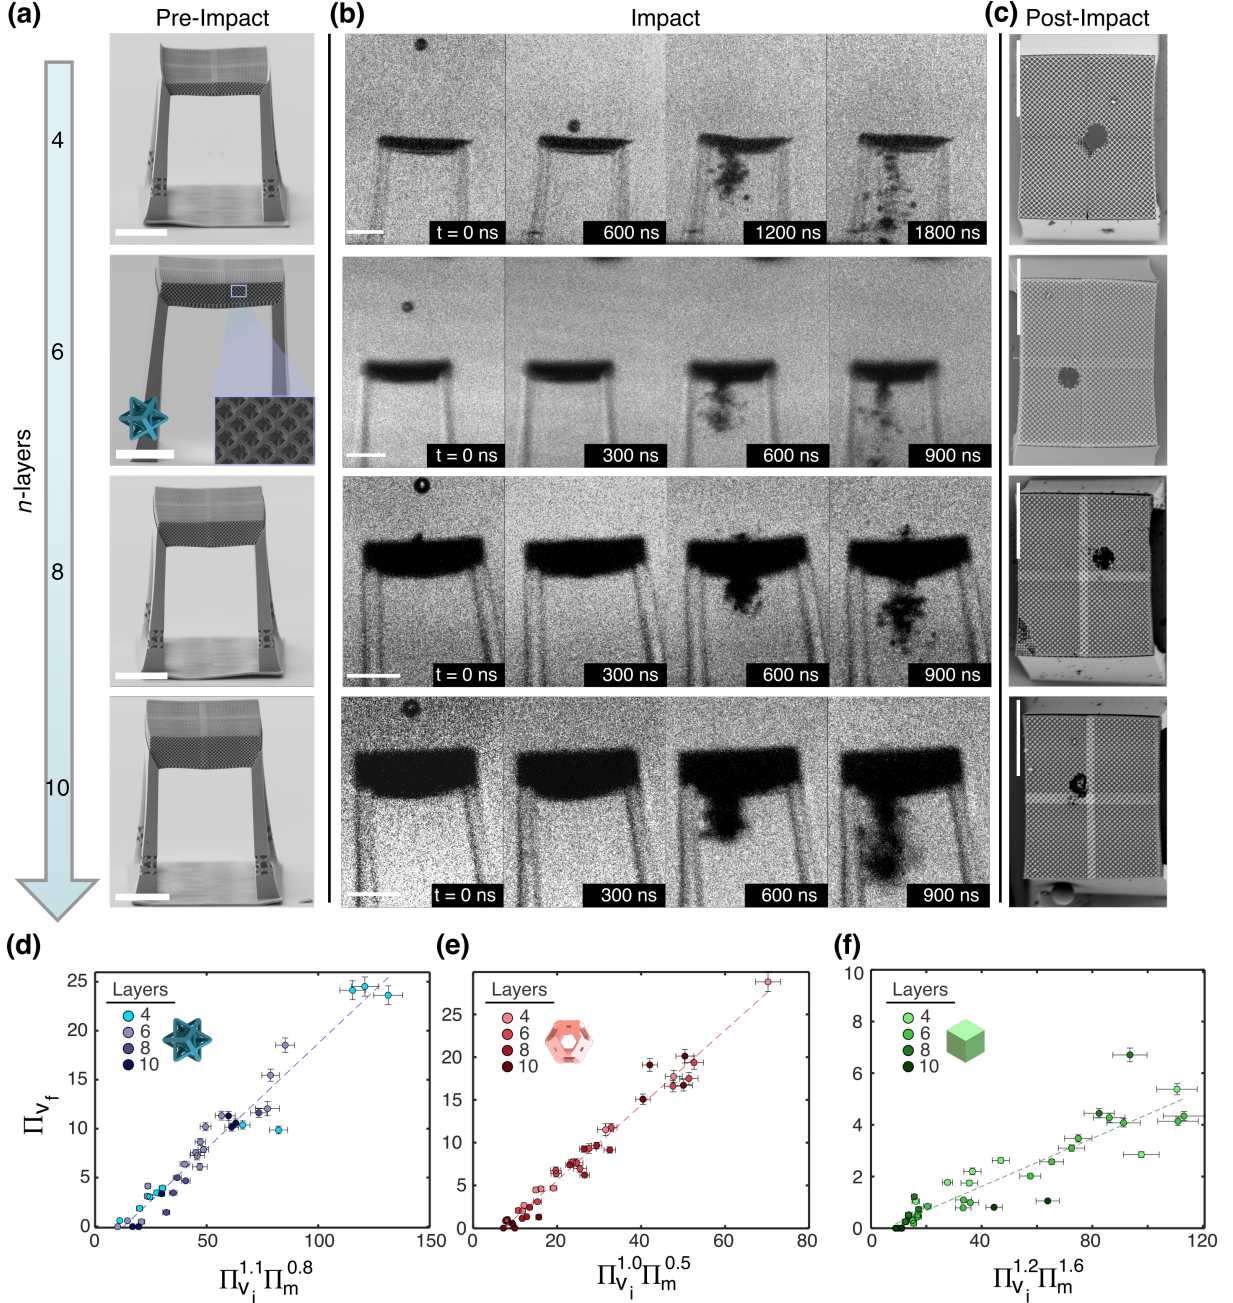 (a) Pre-Impact (b) Impact (c) Post-Impact
4
t = 0 ns 600 ns 1200 ns 1800 ns
6
t = 0 ns 300 ns 600 ns 900 ns
n-layers
8
t = 0 ns 300 ns 600 ns 900 ns
10
t = 0 ns 300 ns 600 ns 900 ns
(d)
25
20
15
10
5
0
0 50 100 150
Layers
4
6
8
10
Π_{v_f}
Π_{v_i}^{1.1} Π_m^{0.8}
(e)
25
20
15
10
5
0
0 20 40 60 80
Layers
4
6
8
10
Π_{v_i}^{1.0} Π_m^{0.5}
(f)
10
8
6
4
2
0
0 20 40 60 80 100 120
Layers
4
6
8
10
Π_{v_i}^{1.2} Π_m^{1.6}